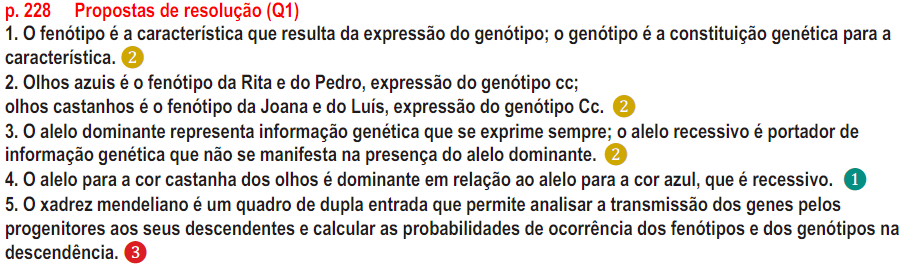 p. 228 Propostas de resolução (Q1)
1. O fenótipo é a característica que resulta da expressão do genótipo; o genótipo é a constituição genética para a
característica. 2
2. Olhos azuis é o fenótipo da Rita e do Pedro, expressão do genótipo cc;
olhos castanhos é o fenótipo da Joana e do Luís, expressão do genótipo Cc. 2
3. O alelo dominante representa informação genética que se exprime sempre; o alelo recessivo é portador de
informação genética que não se manifesta na presença do alelo dominante. 2
4. O alelo para a cor castanha dos olhos é dominante em relação ao alelo para a cor azul, que é recessivo. 1
5. O xadrez mendeliano é um quadro de dupla entrada que permite analisar a transmissão dos genes pelos
progenitores aos seus descendentes e calcular as probabilidades de ocorrência dos fenótipos e dos genótipos na
descendência. 3